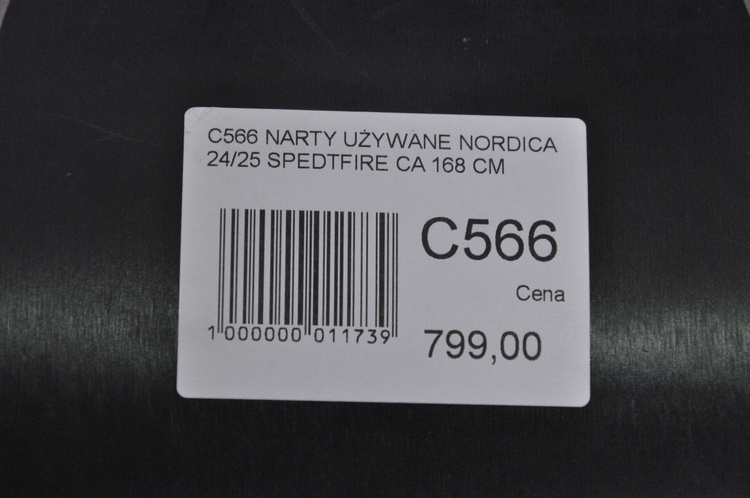 C566 NARTY UŻYWANE NORDICA
24/25 SPEDTFIRE CA 168 CM
C566
Cena
1 000000 011739
799,00